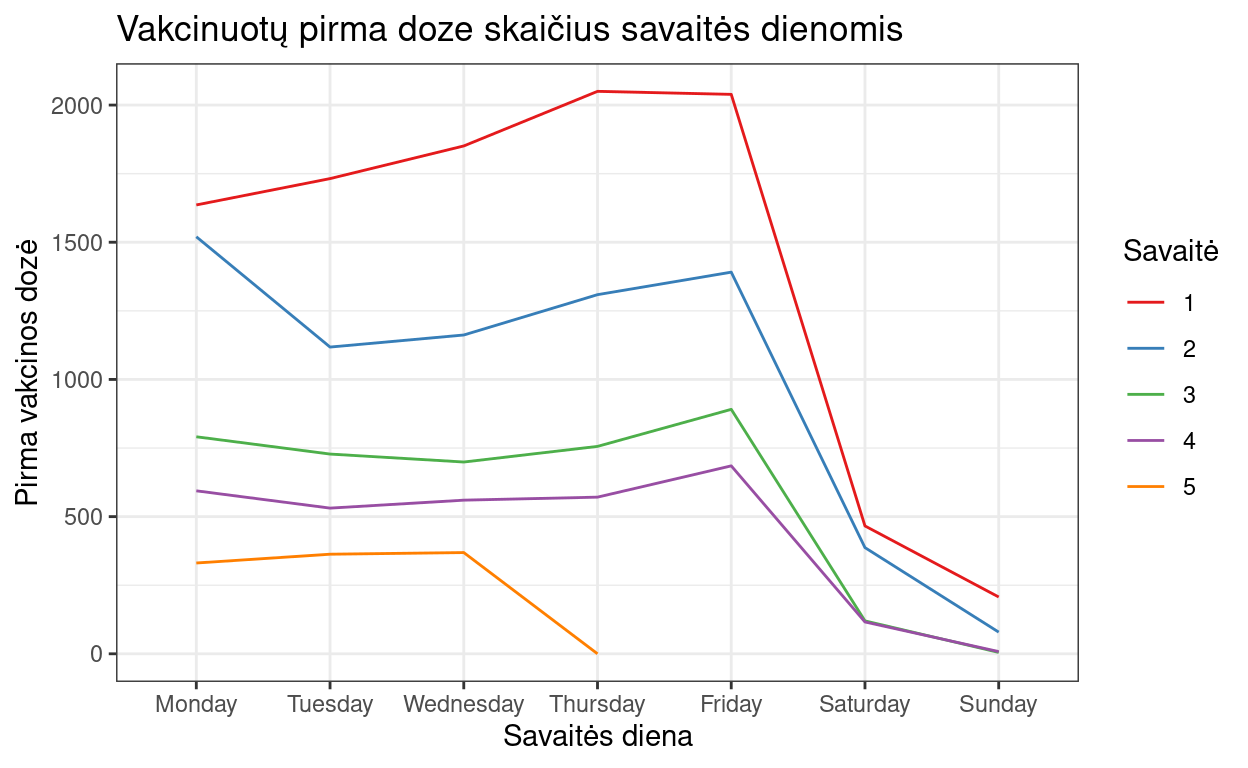 Vakcinuotų pirma doze skaičius savaitės dienomis
Pirma vakcinos dozė
2000
1500
1000
500
0
Monday Tuesday Wednesday Thursday Friday Saturday Sunday
Savaitės diena
Savaitė
1
2
3
4
5